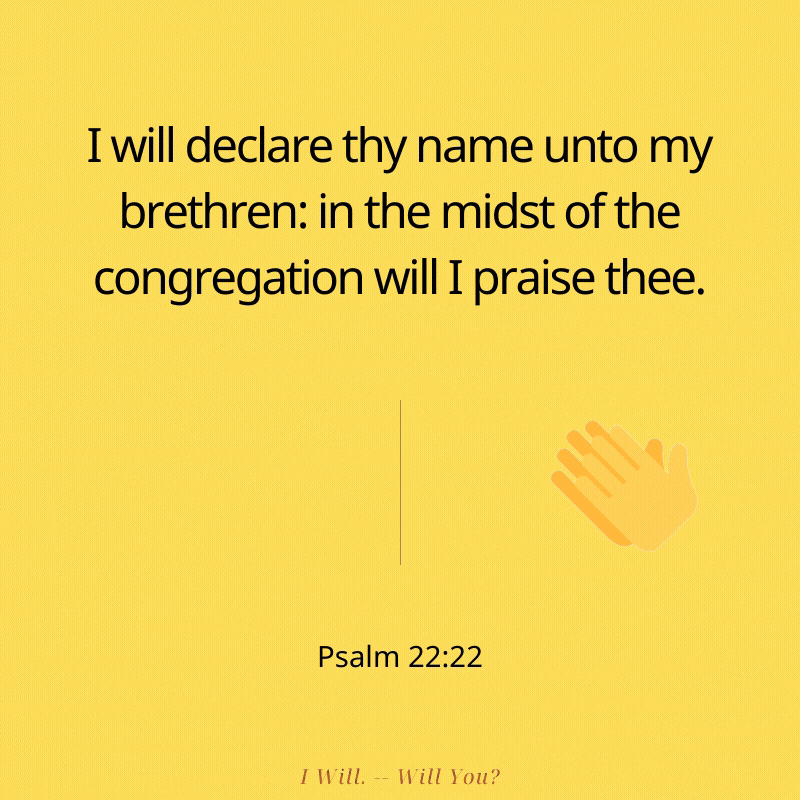 I will declare thy name unto my
brethren: in the midst of the
congregation will I praise thee.
Psalm 22:22
I Will. -- Will You?